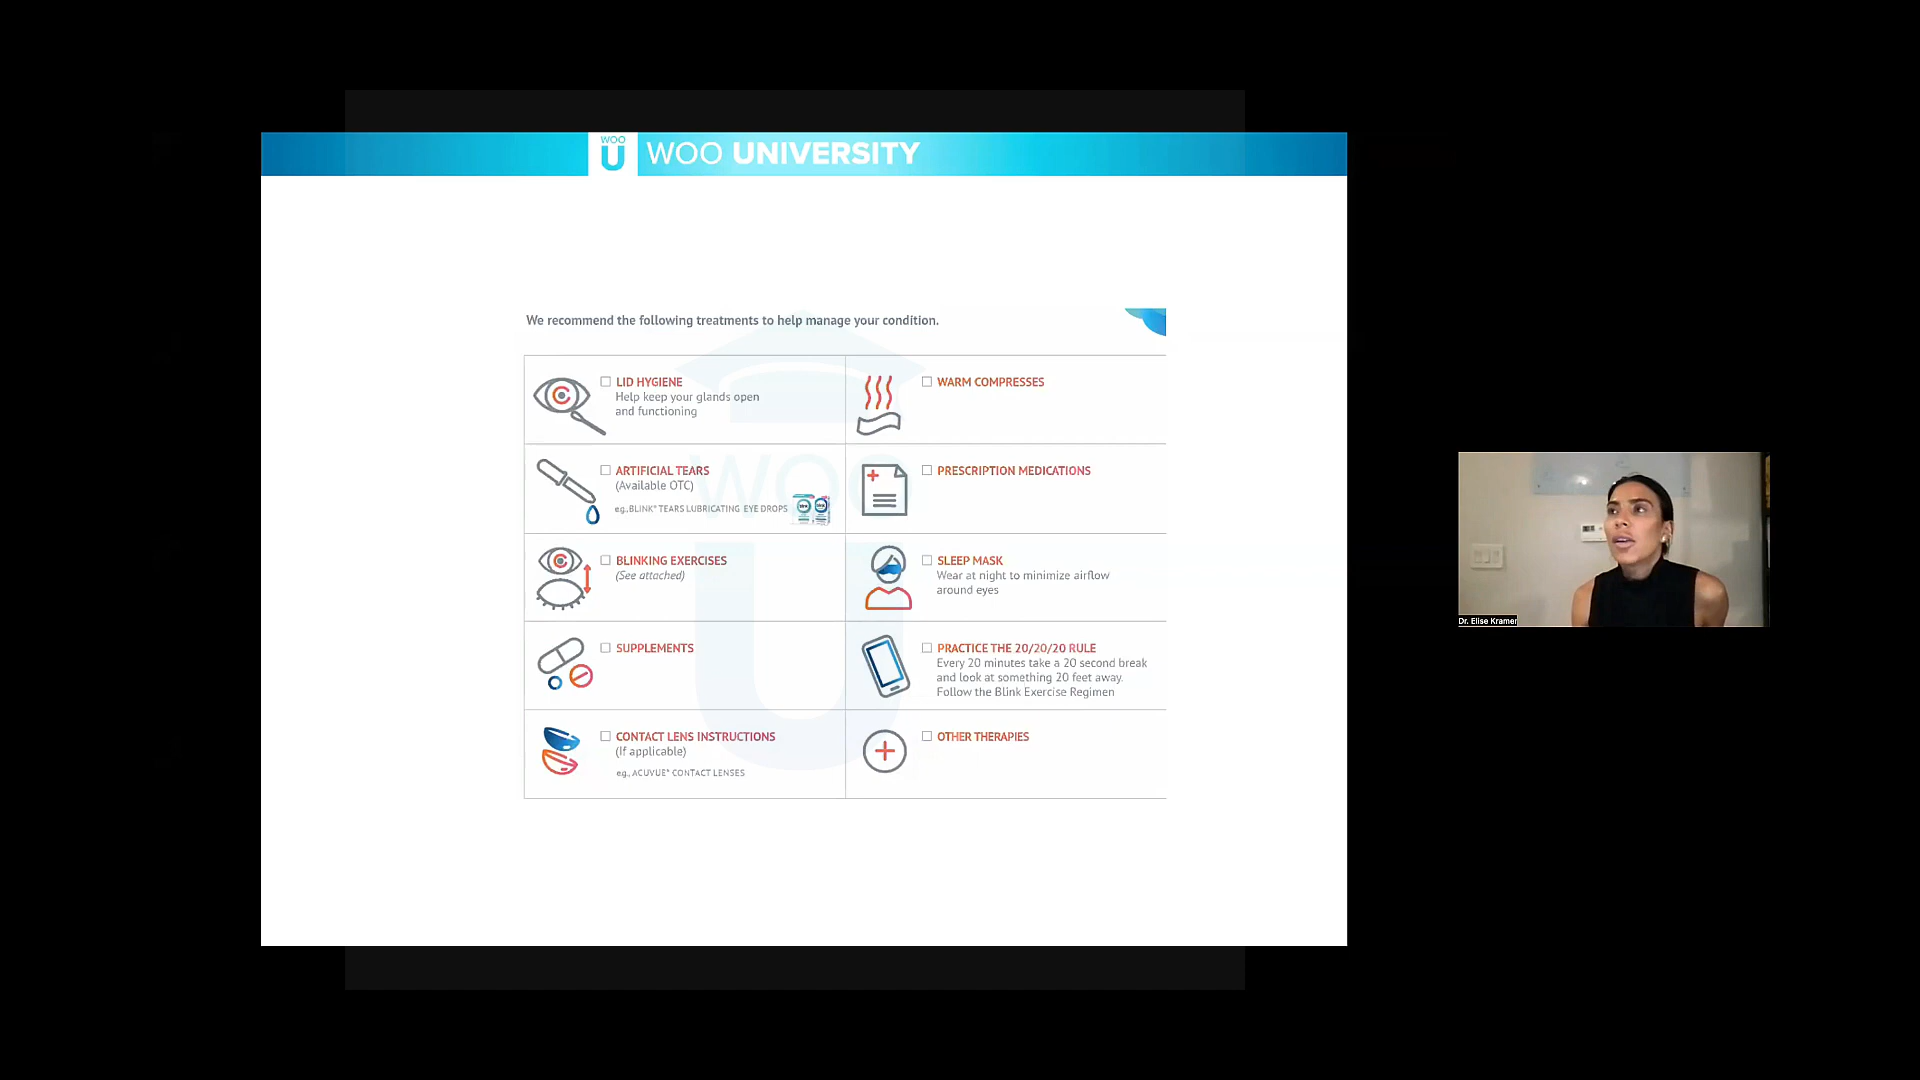 WOO
U
WOO UNIVERSITY
We recommend the following treatments to help manage your condition.
LID HYGIENE
Help keep your glands open
and functioning
WARM COMPRESSES
ARTIFICIAL TEARS
(Available OTC)
e.g.,BLINK® TEARS LUBRICATING EYE DROPS
PRESCRIPTION MEDICATIONS
BLINKING EXERCISES
(See attached)
SLEEP MASK
Wear at night to minimize airflow
around eyes
SUPPLEMENTS
PRACTICE THE 20/20/20 RULE
Every 20 minutes take a 20 second break
and look at something 20 feet away.
Follow the Blink Exercise Regimen
CONTACT LENS INSTRUCTIONS
(If applicable)
e.g., ACUVUE® CONTACT LENSES
OTHER THERAPIES
WOO
U
Dr. Elise Kramer